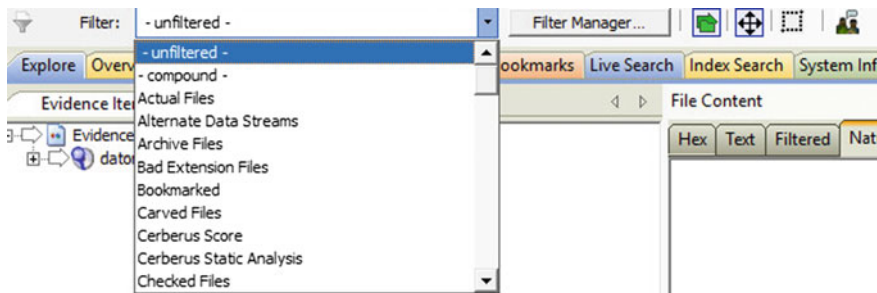 Filter: - unfiltered - Filter Manager...
- unfiltered -
- compound -
Actual Files
Alternate Data Streams
Archive Files
Bad Extension Files
Bookmarked
Carved Files
Cerberus Score
Cerberus Static Analysis
Checked Files
Explore Overv ookmarks Live Search Index Search System Inf
Evidence Ite
Evidence
dato
File Content
Hex Text Filtered Nat